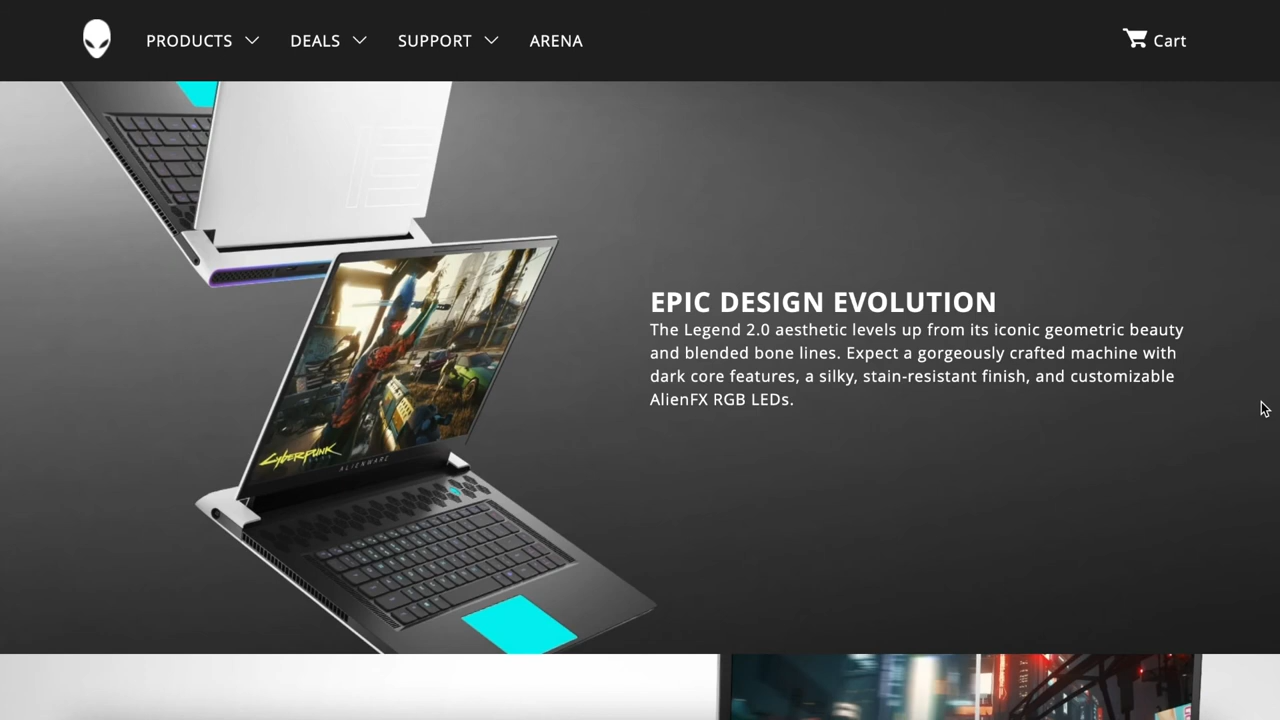 PRODUCTS DEALS SUPPORT ARENA Cart
EPIC DESIGN EVOLUTION
The Legend 2.0 aesthetic levels up from its iconic geometric beauty
and blended bone lines. Expect a gorgeously crafted machine with
dark core features, a silky, stain-resistant finish, and customizable
AlienFX RGB LEDs.
CYBERPUNK
ALIENWARE